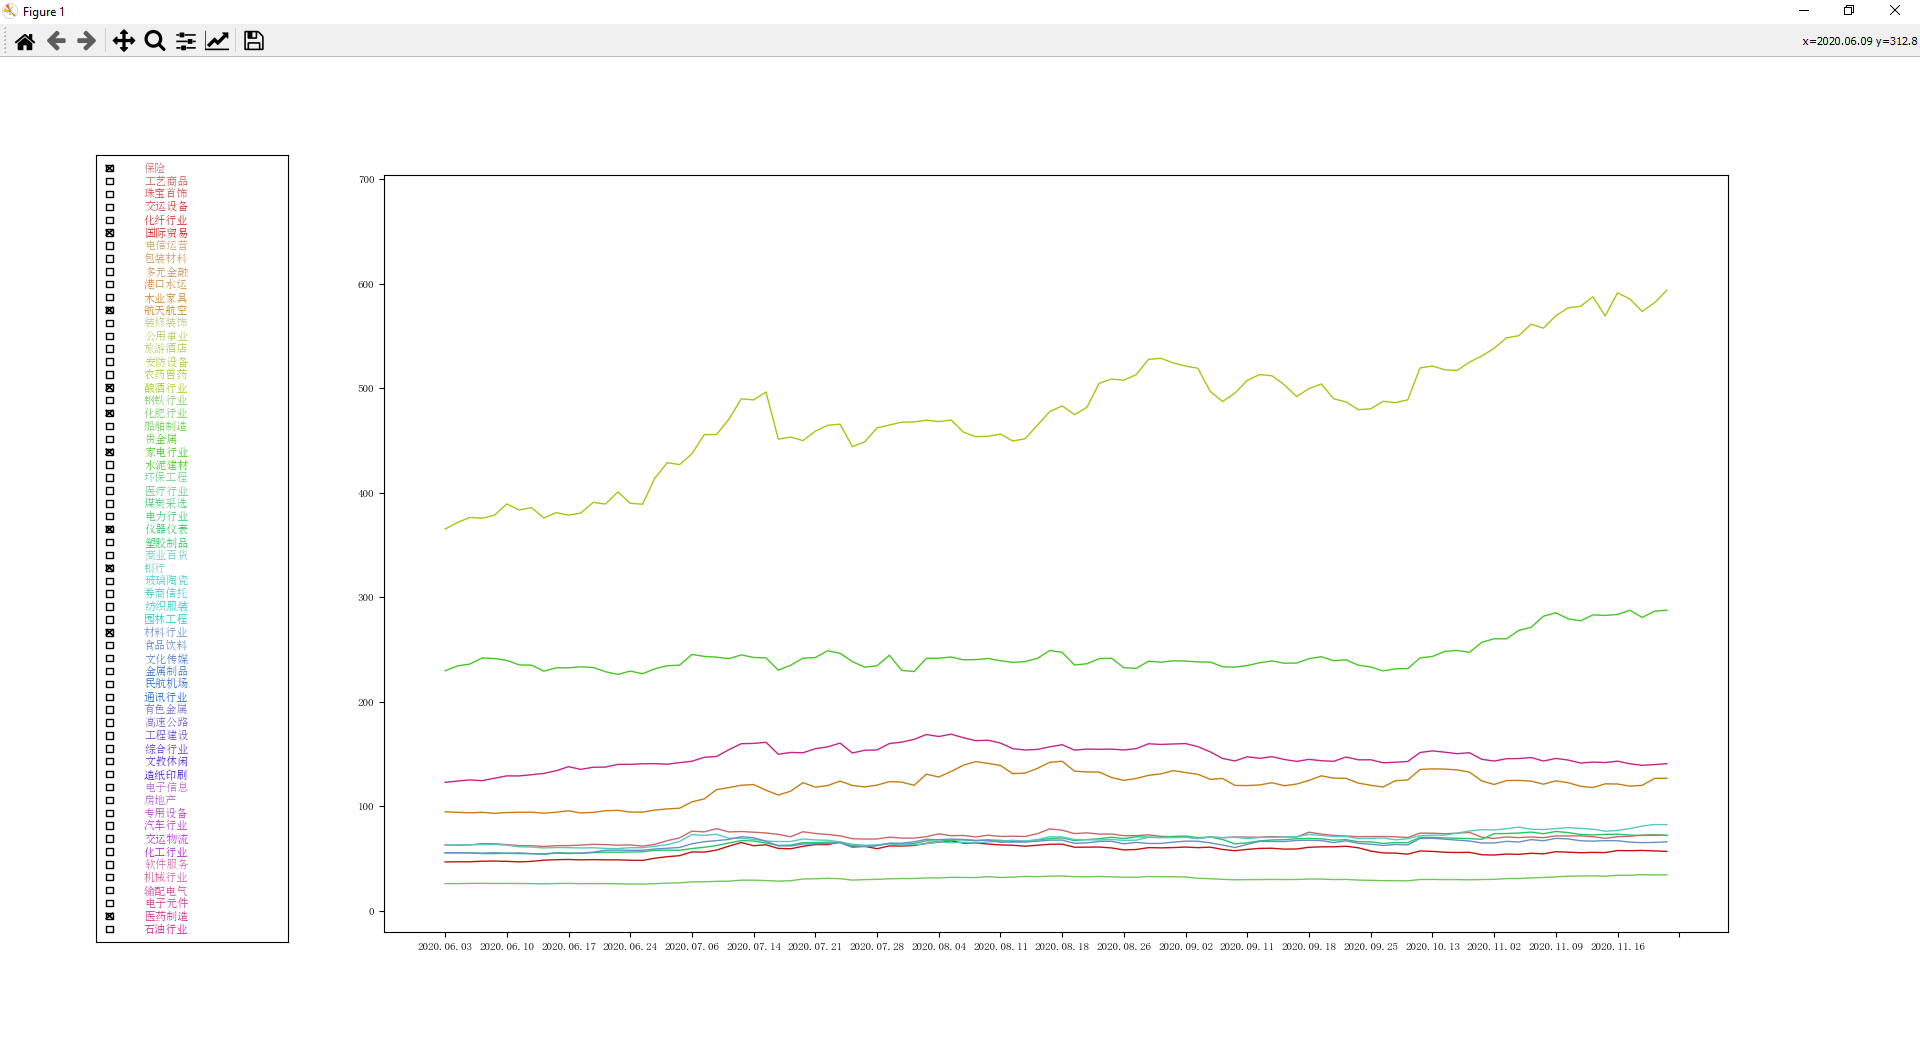 Figure 1
x=2020.06.09 y=312.8
保险
工艺商品
珠宝首饰
交运设备
化纤行业
国际贸易
电信运营
包装材料
多元金融
港口水运
木业家具
航天航空
装修装饰
公用事业
旅游酒店
安防设备
农药兽药
酿酒行业
钢铁行业
化肥行业
船舶制造
贵金属
家电行业
水泥建材
环保工程
医疗行业
煤炭采选
电力行业
仪器仪表
塑胶制品
商业百货
银行
玻璃陶瓷
券商信托
纺织服装
园林工程
材料行业
食品饮料
文化传媒
金属制品
民航机场
通讯行业
有色金属
高速公路
工程建设
综合行业
文教休闲
造纸印刷
电子信息
房地产
专用设备
汽车行业
交运物流
化工行业
软件服务
机械行业
输配电气
电子元件
医药制造
石油行业
700
600
500
400
300
200
100
0
2020.06.03 2020.06.10 2020.06.17 2020.06.24 2020.07.06 2020.07.14 2020.07.21 2020.07.28 2020.08.04 2020.08.11 2020.08.18 2020.08.26 2020.09.02 2020.09.11 2020.09.18 2020.09.25 2020.10.13 2020.11.02 2020.11.09 2020.11.16